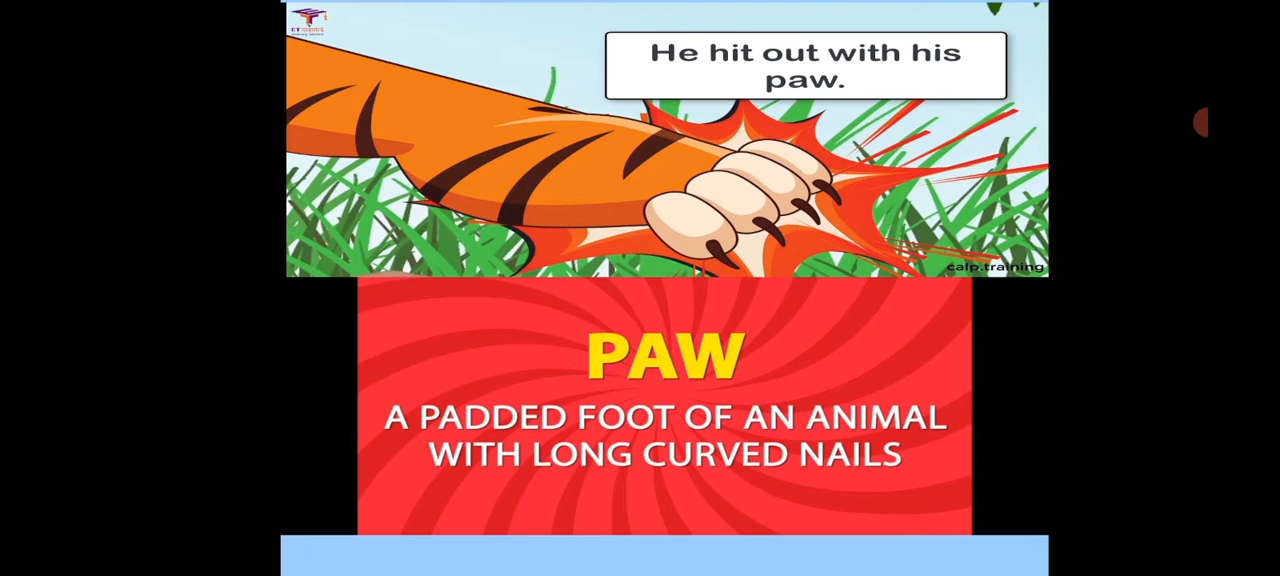 He hit out with his
paw.
calp.training
PAW
A PADDED FOOT OF AN ANIMAL
WITH LONG CURVED NAILS